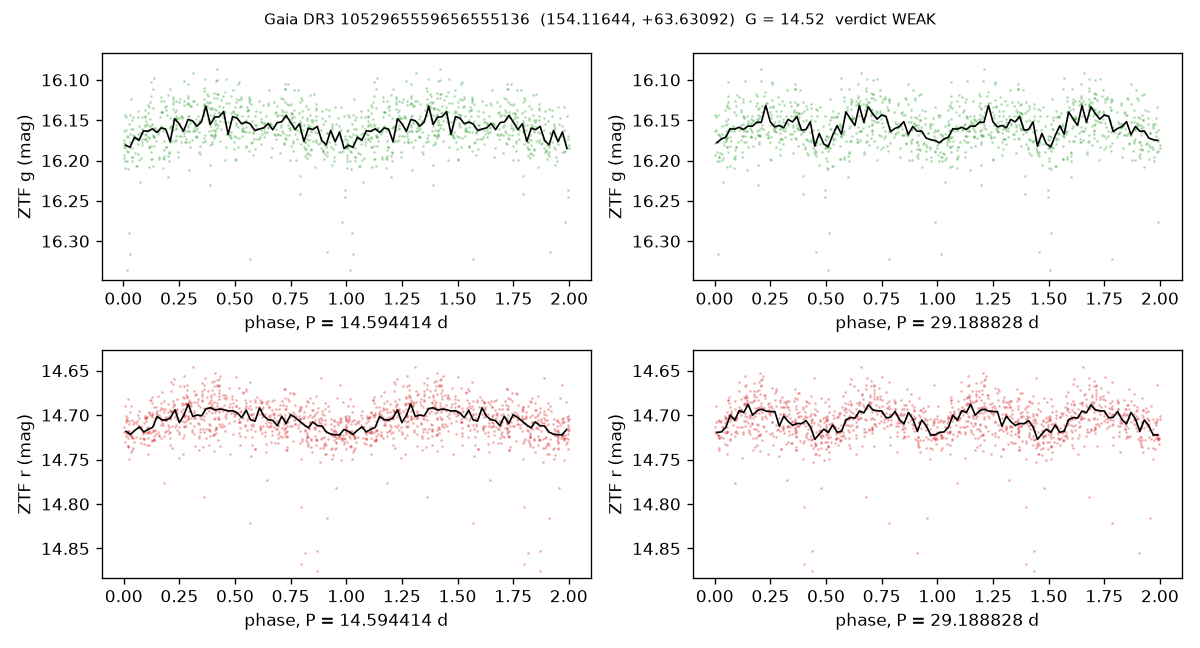 Gaia DR3 1052965559656555136  (154.11644, +63.63092)  G = 14.52  verdict WEAK
ZTF g (mag)
16.10
16.15
16.20
16.25
16.30
0.00 0.25 0.50 0.75 1.00 1.25 1.50 1.75 2.00
phase, P = 14.594414 d
ZTF g (mag)
16.10
16.15
16.20
16.25
16.30
0.00 0.25 0.50 0.75 1.00 1.25 1.50 1.75 2.00
phase, P = 29.188828 d
ZTF r (mag)
14.65
14.70
14.75
14.80
14.85
0.00 0.25 0.50 0.75 1.00 1.25 1.50 1.75 2.00
phase, P = 14.594414 d
ZTF r (mag)
14.65
14.70
14.75
14.80
14.85
0.00 0.25 0.50 0.75 1.00 1.25 1.50 1.75 2.00
phase, P = 29.188828 d